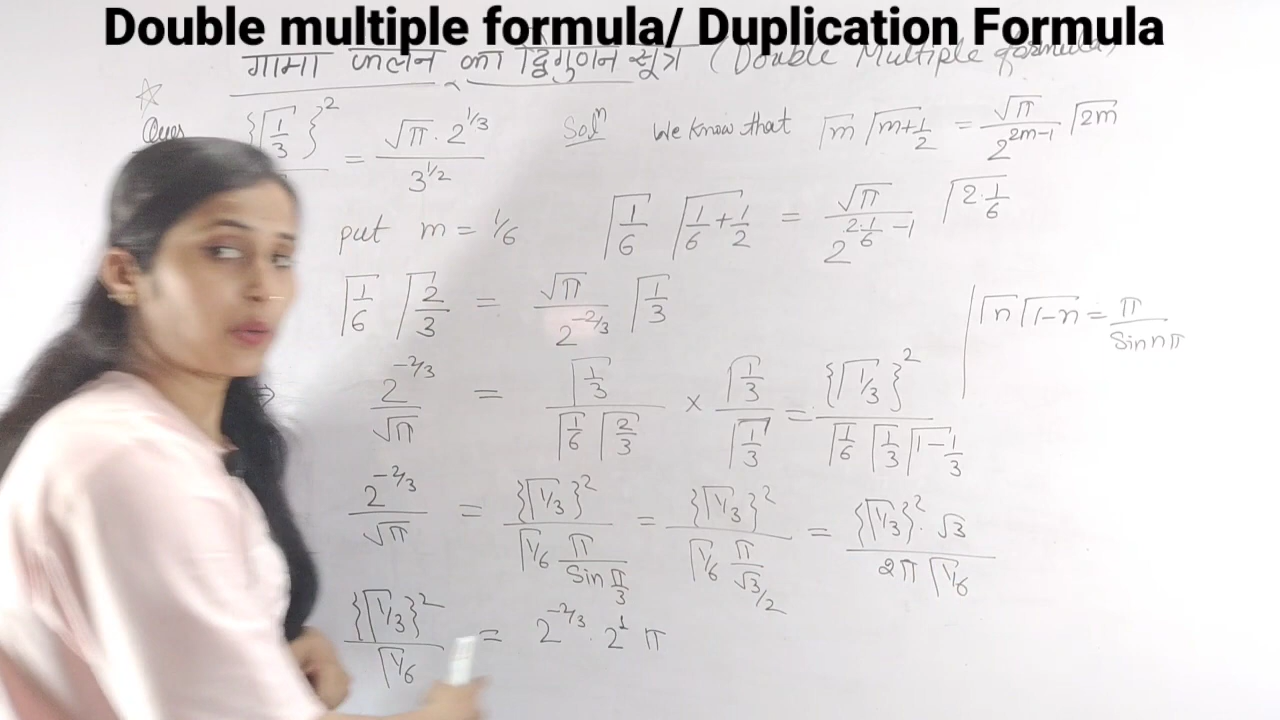 Double multiple formula/ Duplication Formula
गामा फलन का द्विगुणन सूत्र (Double Multiple formula)
Ques {Γ1/3}² = √π · 2^1/3 / 3^1/2 Solⁿ We know that Γm Γm+1/2 = √π / 2^2m-1 Γ2m
put m = 1/6 Γ1/6 Γ1/6+1/2 = √π / 2^2·1/6 -1 Γ2·1/6
Γ1/6 Γ2/3 = √π / 2^-2/3 Γ1/3
Γn Γ1-n = π / Sin nπ
⇒ 2^-2/3 / √π = Γ1/3 / Γ1/6 Γ2/3 × Γ1/3 / Γ1/3 = {Γ1/3}² / Γ1/6 Γ1/3 Γ1-1/3
2^-2/3 / √π = {Γ1/3}² / Γ1/6 π / Sin π/3 = {Γ1/3}² / Γ1/6 π / √3/2 = {Γ1/3}² · √3 / 2π Γ1/6
{Γ1/3}² / Γ1/6 = 2^-2/3 · 2^1 π